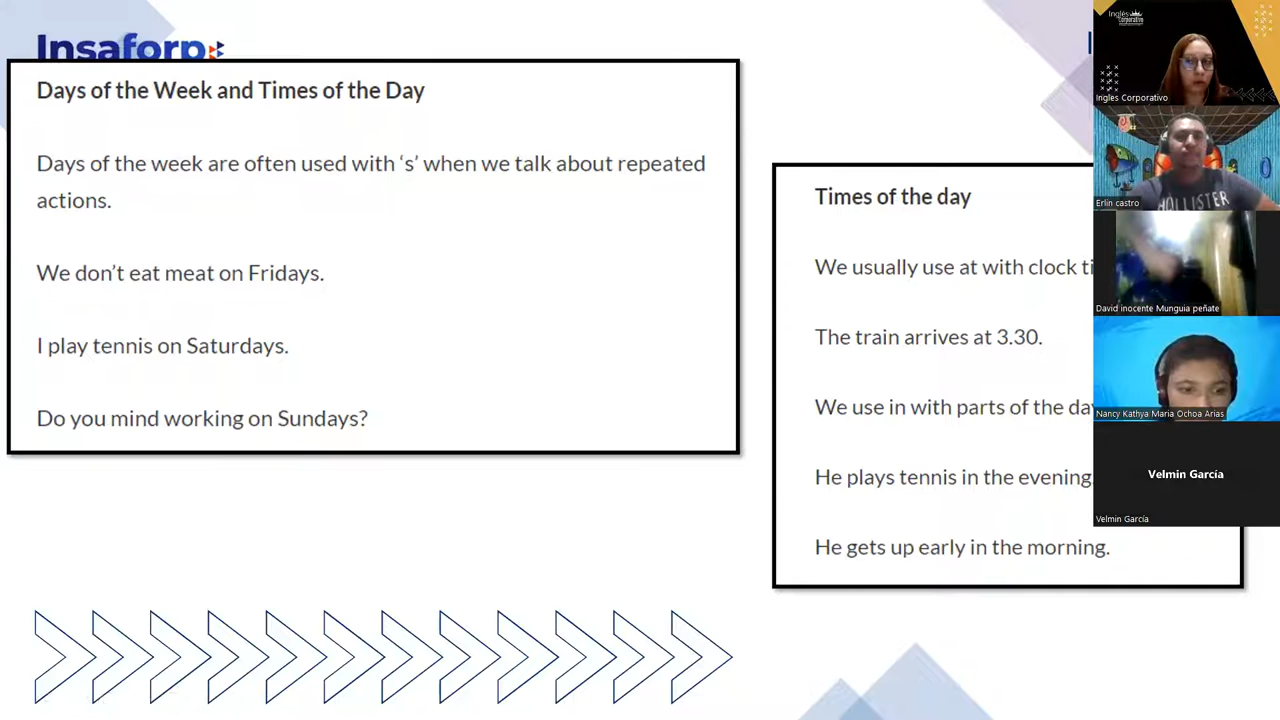 Insaforp
Days of the Week and Times of the Day
Days of the week are often used with ‘s’ when we talk about repeated
actions.
We don’t eat meat on Fridays.
I play tennis on Saturdays.
Do you mind working on Sundays?
Times of the day
We usually use at with clock
The train arrives at 3.30.
We use in with parts of the
He plays tennis in the evening
He gets up early in the morning.
Inglés
Corporativo
Ingles Corporativo
HOLLISTER
Erlin castro
David inocente Munguia peñate
Nancy Kathya Maria Ochoa Arias
Velmin García
Velmin García